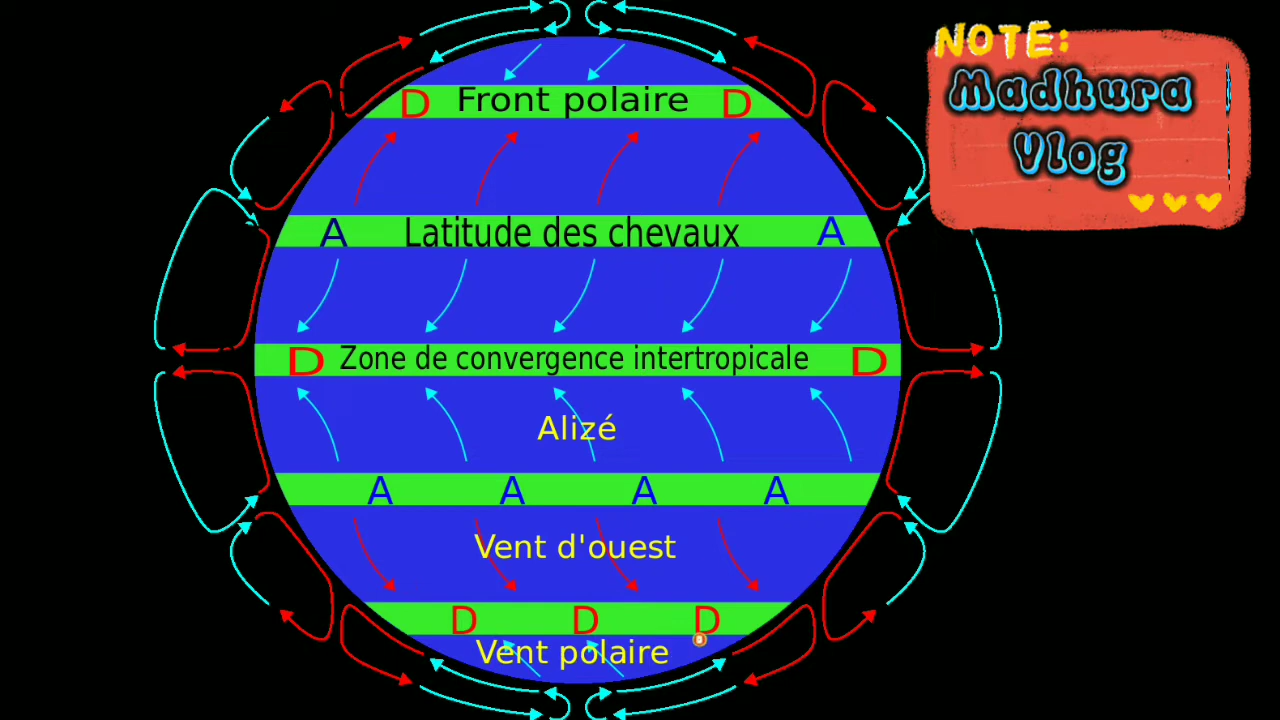 NOTE:
Madhura
Vlog
D Front polaire D
A Latitude des chevaux A
D Zone de convergence intertropicale D
Alizé
A A A A
Vent d'ouest
D D D
Vent polaire